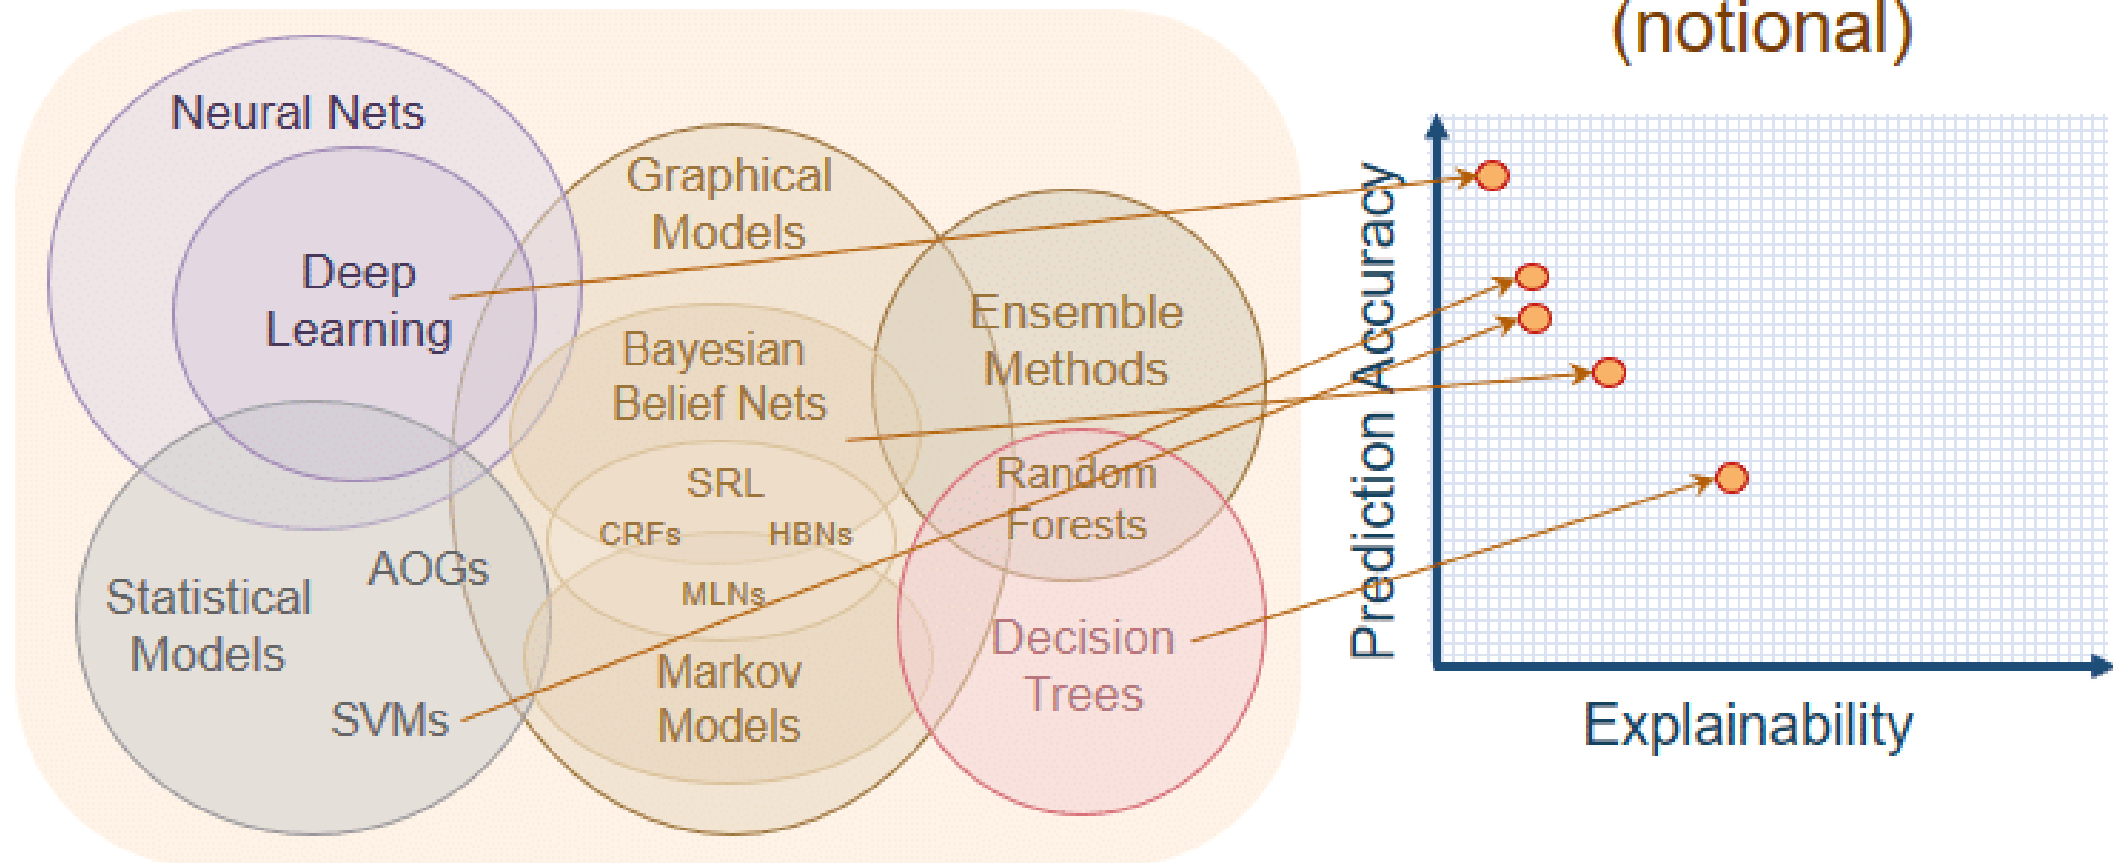 (notional)
Neural Nets
Deep
Learning
Graphical
Models
Bayesian
Belief Nets
SRL
CRFs
HBNs
MLNs
Markov
Models
Ensemble
Methods
Random
Forests
Decision
Trees
AOGs
Statistical
Models
SVMs
Prediction Accuracy
Explainability